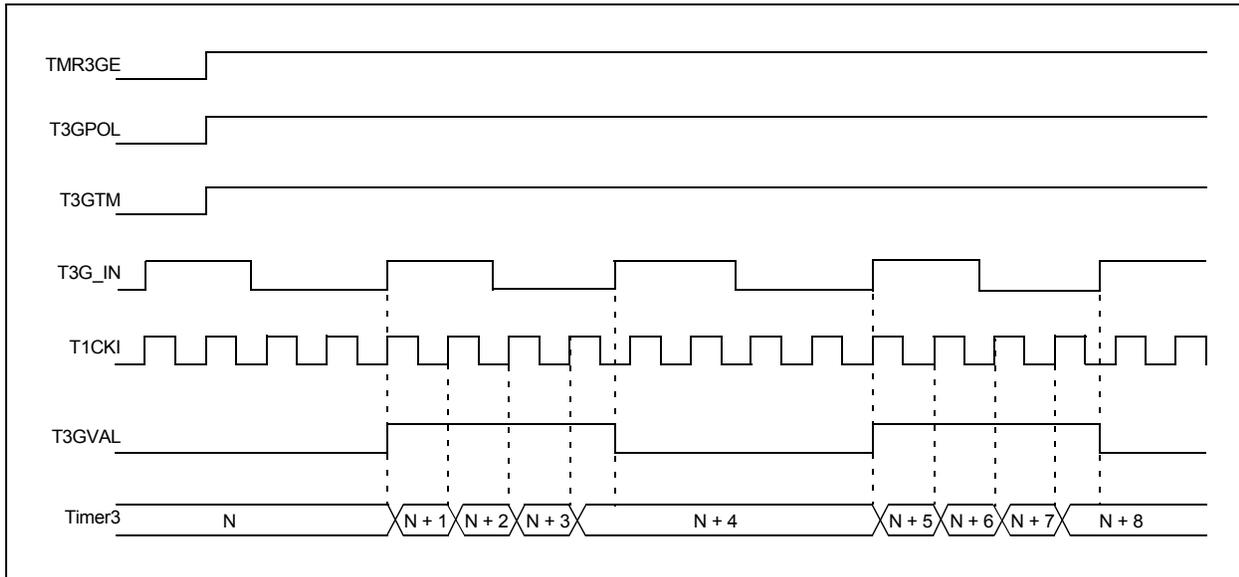 TMR3GE
T3GPOL
T3GTM
T3G_IN
T1CKI
T3GVAL
Timer3 N N + 1 N + 2 N + 3 N + 4 N + 5 N + 6 N + 7 N + 8